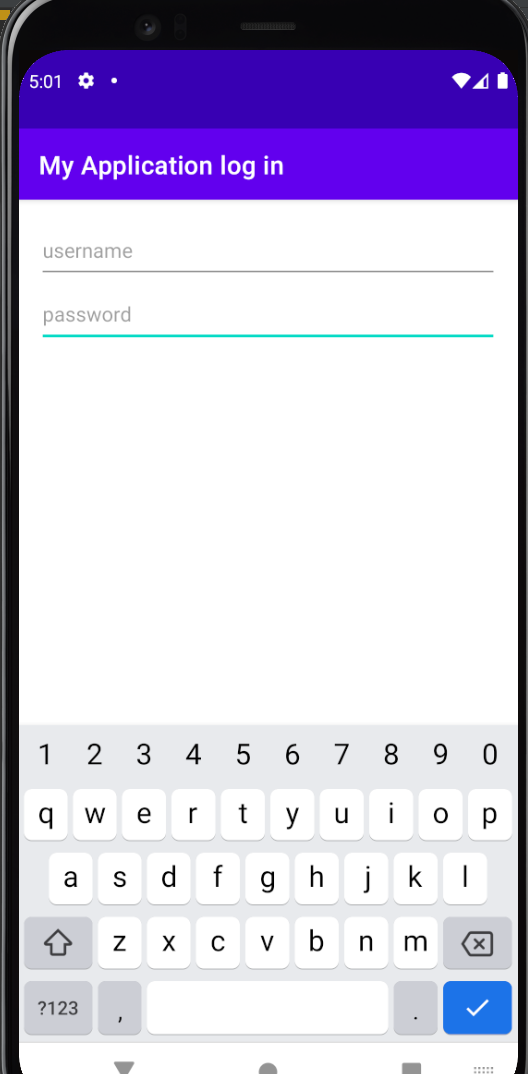 5:01
My Application log in
username
password
1 2 3 4 5 6 7 8 9 0
q w e r t y u i o p
a s d f g h j k l
z x c v b n m
?123 , .